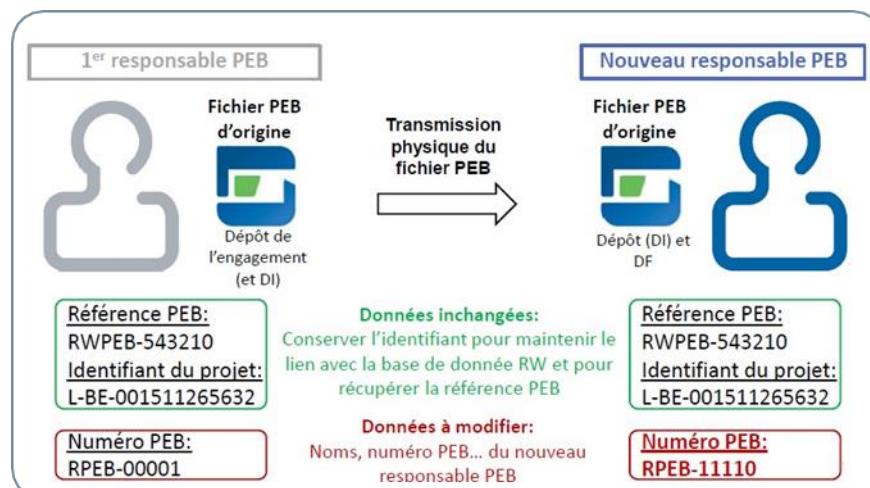 1er responsable PEB
Nouveau responsable PEB
Fichier PEB
d'origine
Dépôt de
l'engagement
(et DI)
Transmission
physique du
fichier PEB
Fichier PEB
d'origine
Dépôt (DI) et
DF
Référence PEB:
RWPEB-543210
Identifiant du projet:
L-BE-001511265632
Données inchangées:
Conserver l'identifiant pour maintenir le
lien avec la base de donnée RW et pour
récupérer la référence PEB
Référence PEB:
RWPEB-543210
Identifiant du projet:
L-BE-001511265632
Numéro PEB:
RPEB-00001
Données à modifier:
Noms, numéro PEB... du nouveau
responsable PEB
Numéro PEB:
RPEB-11110